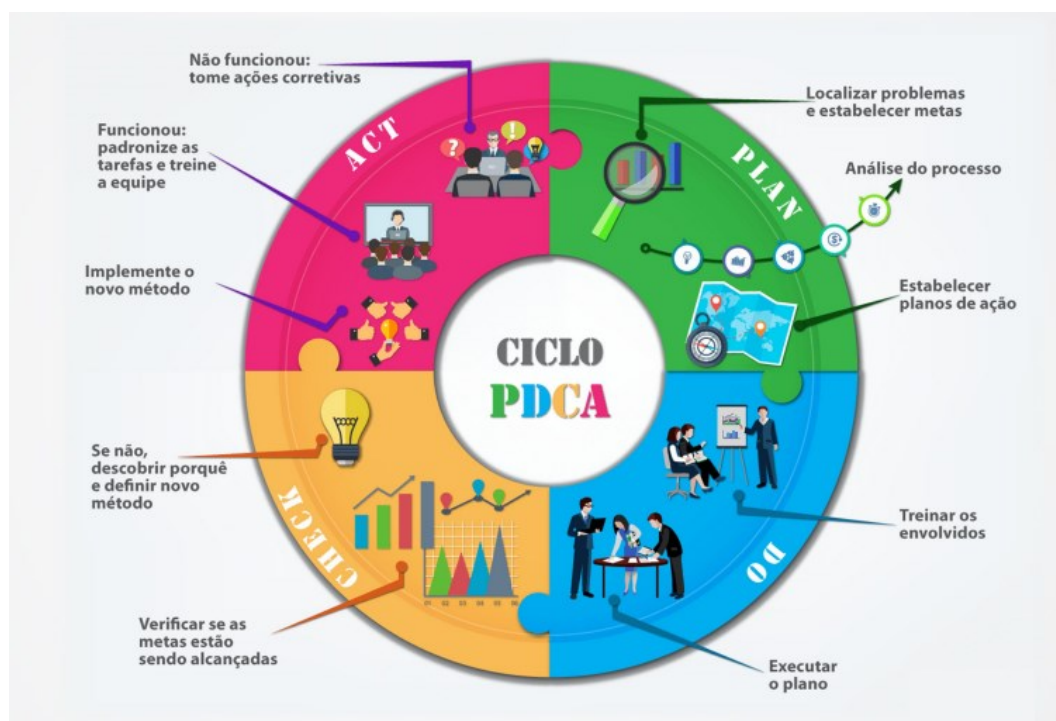 Não funcionou:
tome ações corretivas
Localizar problemas
e estabelecer metas
Funcionou:
padronize as
tarefas e treine
a equipe
ACT
PLAN
Análise do processo
Implemente o
novo método
Estabelecer
planos de ação
CICLO
PDCA
Se não,
descobrir porquê
e definir novo
método
CHECK
DO
Treinar os
envolvidos
Verificar se as
metas estão
sendo alcançadas
Executar
o plano